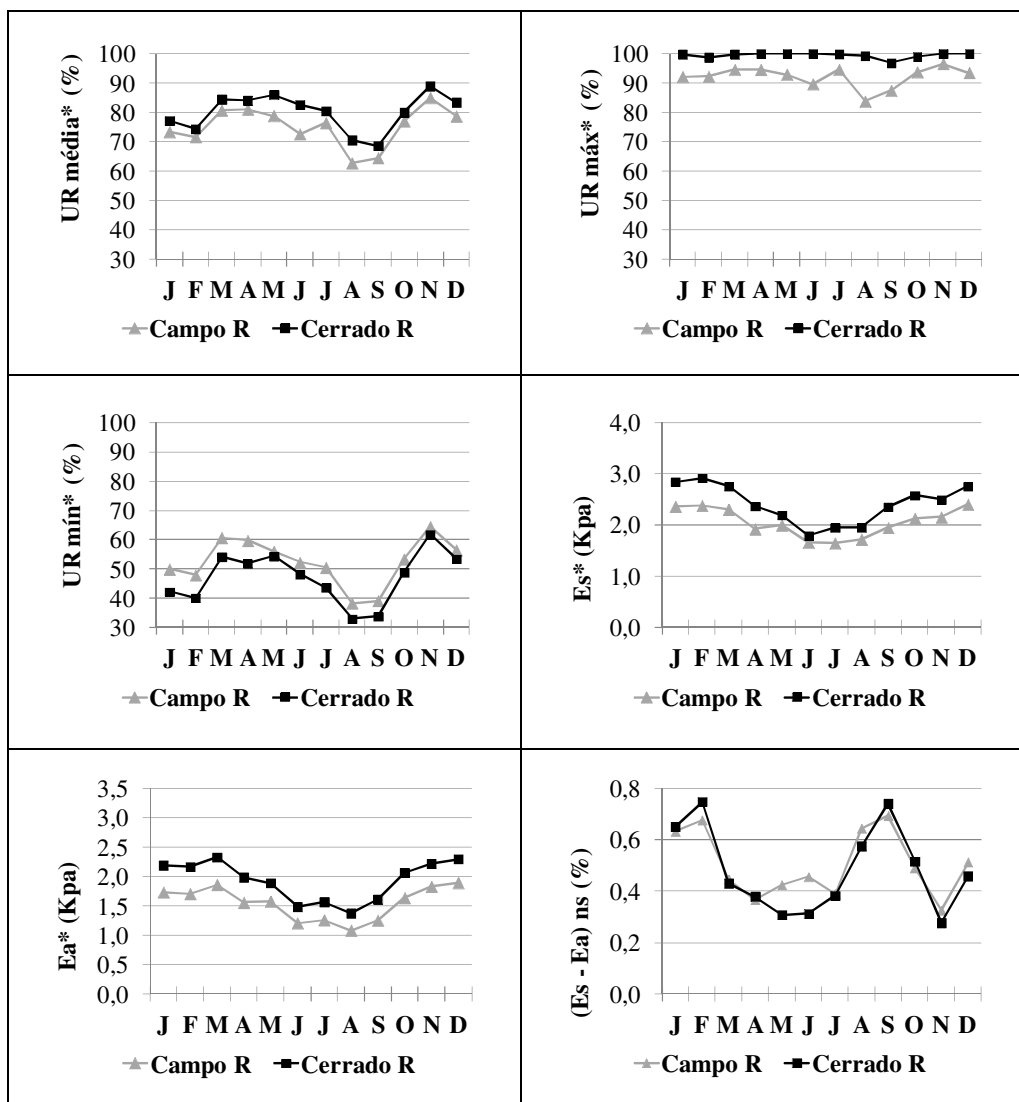 UR média* (%)
100
90
80
70
60
50
40
30
J F M A M J J A S O N D
Campo R Cerrado R
UR máx* (%)
100
90
80
70
60
50
40
30
J F M A M J J A S O N D
Campo R Cerrado R
UR mín* (%)
100
90
80
70
60
50
40
30
J F M A M J J A S O N D
Campo R Cerrado R
Es* (Kpa)
4,0
3,0
2,0
1,0
0,0
J F M A M J J A S O N D
Campo R Cerrado R
Ea* (Kpa)
3,5
3,0
2,5
2,0
1,5
1,0
0,5
0,0
J F M A M J J A S O N D
Campo R Cerrado R
(Es - Ea) ns (%)
0,8
0,6
0,4
0,2
0,0
J F M A M J J A S O N D
Campo R Cerrado R